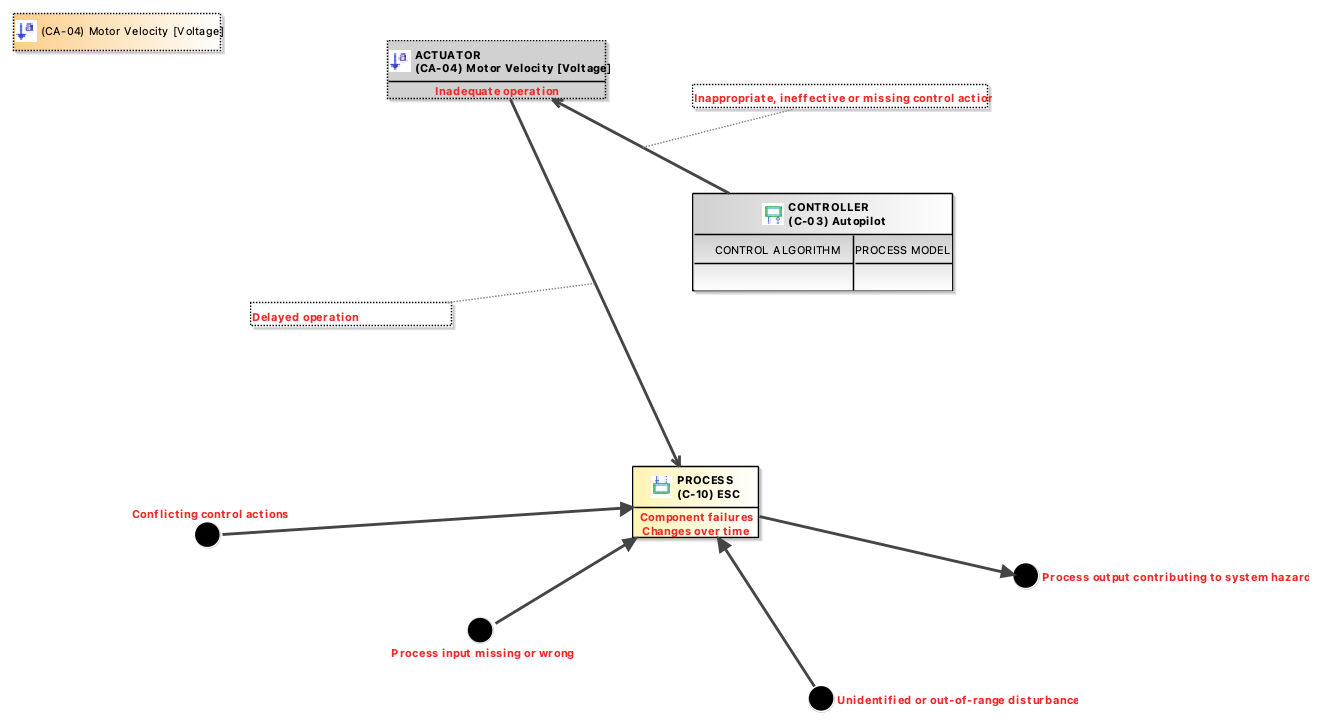 (CA-04) Motor Velocity [Voltage]
ACTUATOR
(CA-04) Motor Velocity [Voltage]
Inadequate operation
Inappropriate, ineffective or missing control action
CONTROLLER
(C-03) Autopilot
CONTROL ALGORITHM PROCESS MODEL
Delayed operation
PROCESS
(C-10) ESC
Component failures
Changes over time
Conflicting control actions
Process input missing or wrong
Process output contributing to system hazard
Unidentified or out-of-range disturbance